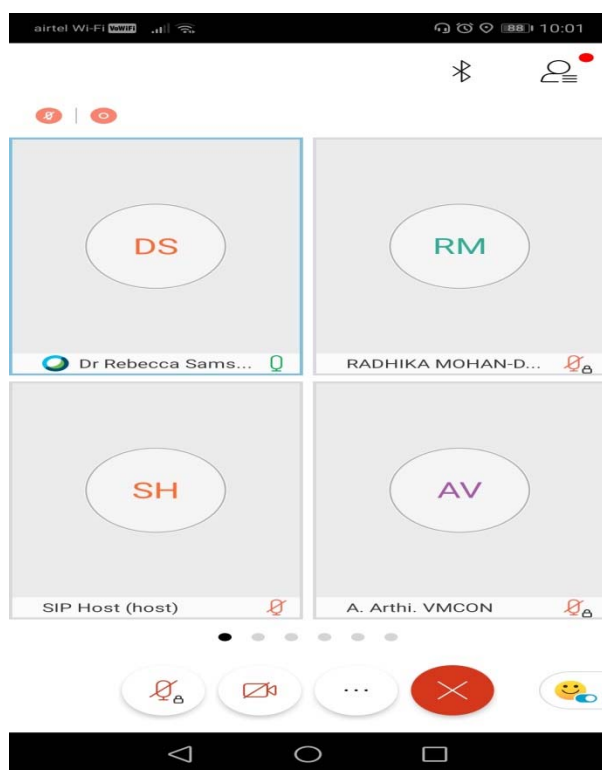 airtel Wi-Fi VoWiFi 88 10:01
DS
RM
Dr Rebecca Sams...
RADHIKA MOHAN-D...
SH
AV
SIP Host (host)
A. Arthi. VMCON